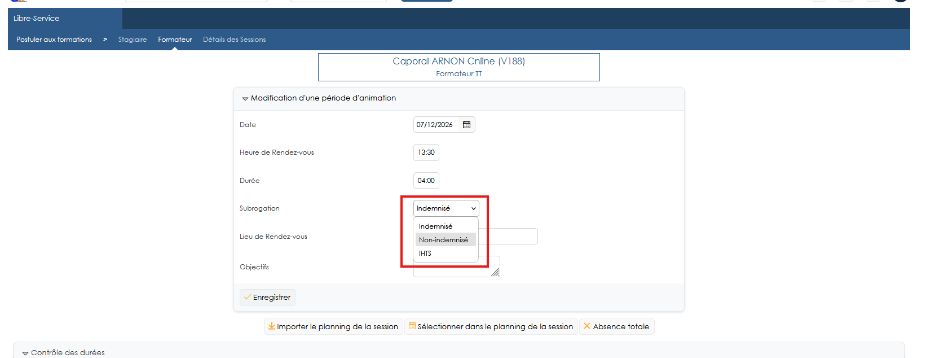 Libre-Service
Postuler aux formations » Stagiaire Formateur Détails des Sessions
Caporal ARNON Cnline (V188)
Formateur TT
Modification d'une période d'animation
Date 07/12/2026
Heure de Rendez-vous 13:30
Durée 04:00
Subrogation Indemnisé
Indemnisé
Lieu de Rendez-vous
Non-indemnisé
IHTS
Objectifs
Enregistrer
Importer le planning de la session Sélectionner dans le planning de la session Absence totale
Contrôle des durées